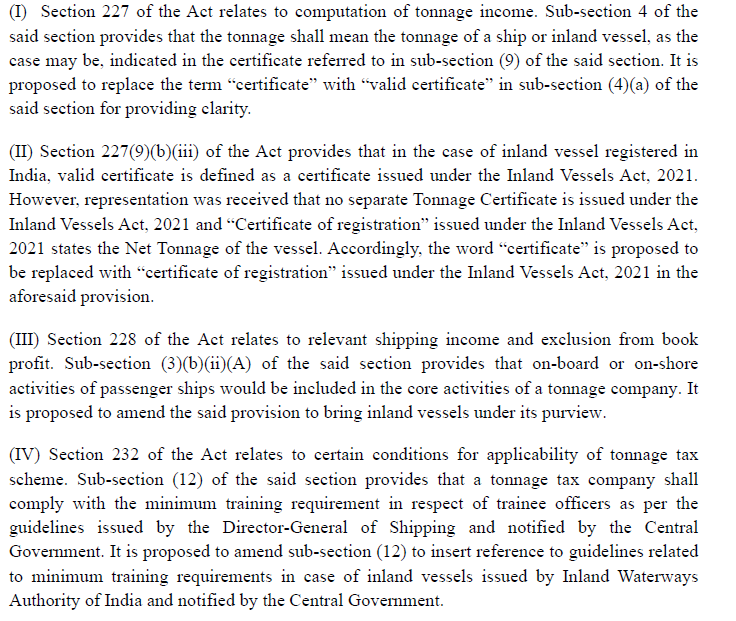 (I) Section 227 of the Act relates to computation of tonnage income. Sub-section 4 of the
said section provides that the tonnage shall mean the tonnage of a ship or inland vessel, as the
case may be, indicated in the certificate referred to in sub-section (9) of the said section. It is
proposed to replace the term “certificate” with “valid certificate” in sub-section (4)(a) of the
said section for providing clarity.
(II) Section 227(9)(b)(iii) of the Act provides that in the case of inland vessel registered in
India, valid certificate is defined as a certificate issued under the Inland Vessels Act, 2021.
However, representation was received that no separate Tonnage Certificate is issued under the
Inland Vessels Act, 2021 and “Certificate of registration” issued under the Inland Vessels Act,
2021 states the Net Tonnage of the vessel. Accordingly, the word “certificate” is proposed to
be replaced with “certificate of registration” issued under the Inland Vessels Act, 2021 in the
aforesaid provision.
(III) Section 228 of the Act relates to relevant shipping income and exclusion from book
profit. Sub-section (3)(b)(ii)(A) of the said section provides that on-board or on-shore
activities of passenger ships would be included in the core activities of a tonnage company. It
is proposed to amend the said provision to bring inland vessels under its purview.
(IV) Section 232 of the Act relates to certain conditions for applicability of tonnage tax
scheme. Sub-section (12) of the said section provides that a tonnage tax company shall
comply with the minimum training requirement in respect of trainee officers as per the
guidelines issued by the Director-General of Shipping and notified by the Central
Government. It is proposed to amend sub-section (12) to insert reference to guidelines related
to minimum training requirements in case of inland vessels issued by Inland Waterways
Authority of India and notified by the Central Government.